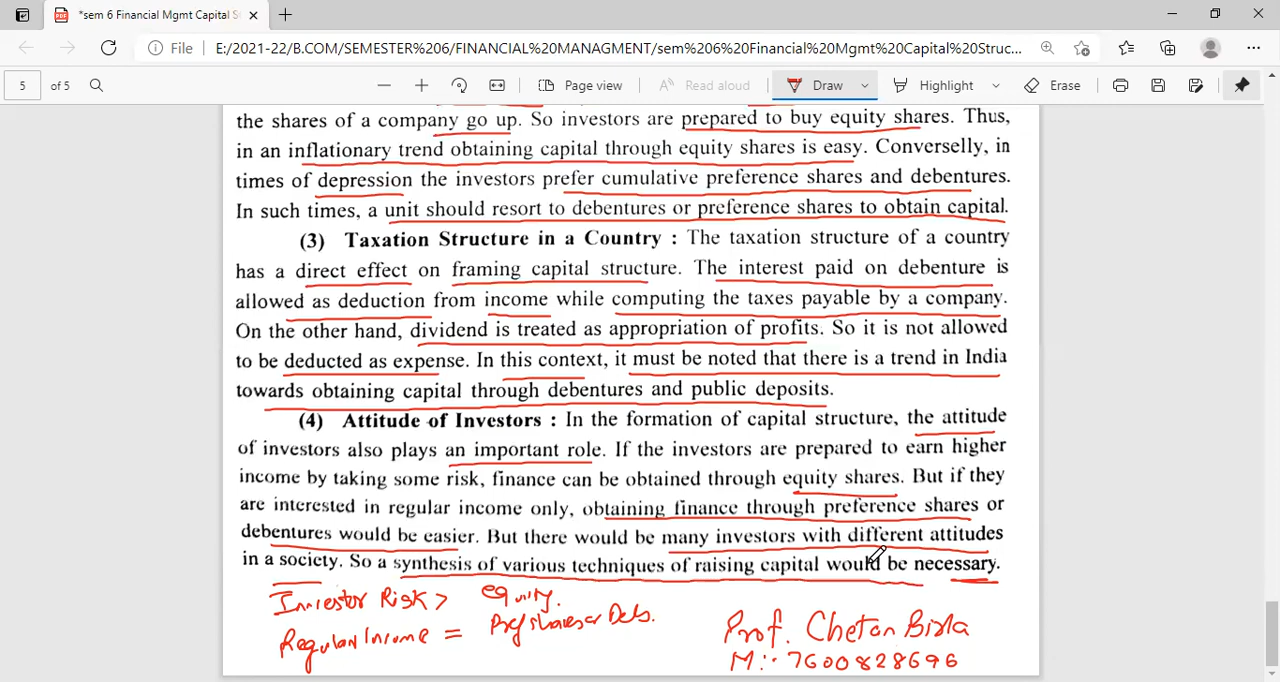 *sem 6 Financial Mgmt Capital S
File E:/2021-22/B.COM/SEMESTER%206/FINANCIAL%20MANAGMENT/sem%206%20Financial%20Mgmt%20Capital%20Struc...
5 of 5 Page view Read aloud Draw Highlight Erase
the shares of a company go up. So investors are prepared to buy equity shares. Thus,
in an inflationary trend obtaining capital through equity shares is easy. Converselly, in
times of depression the investors prefer cumulative preference shares and debentures.
In such times, a unit should resort to debentures or preference shares to obtain capital.
(3) Taxation Structure in a Country : The taxation structure of a country
has a direct effect on framing capital structure. The interest paid on debenture is
allowed as deduction from income while computing the taxes payable by a company.
On the other hand, dividend is treated as appropriation of profits. So it is not allowed
to be deducted as expense. In this context, it must be noted that there is a trend in India
towards obtaining capital through debentures and public deposits.
(4) Attitude of Investors : In the formation of capital structure, the attitude
of investors also plays an important role. If the investors are prepared to earn higher
income by taking some risk, finance can be obtained through equity shares. But if they
are interested in regular income only, obtaining finance through preference shares or
debentures would be easier. But there would be many investors with different attitudes
in a society. So a synthesis of various techniques of raising capital would be necessary.
Investor Risk > equity.
Regular Income = Pref shares or Debs.
Prof. Chetan Birla
M:- 7600828696